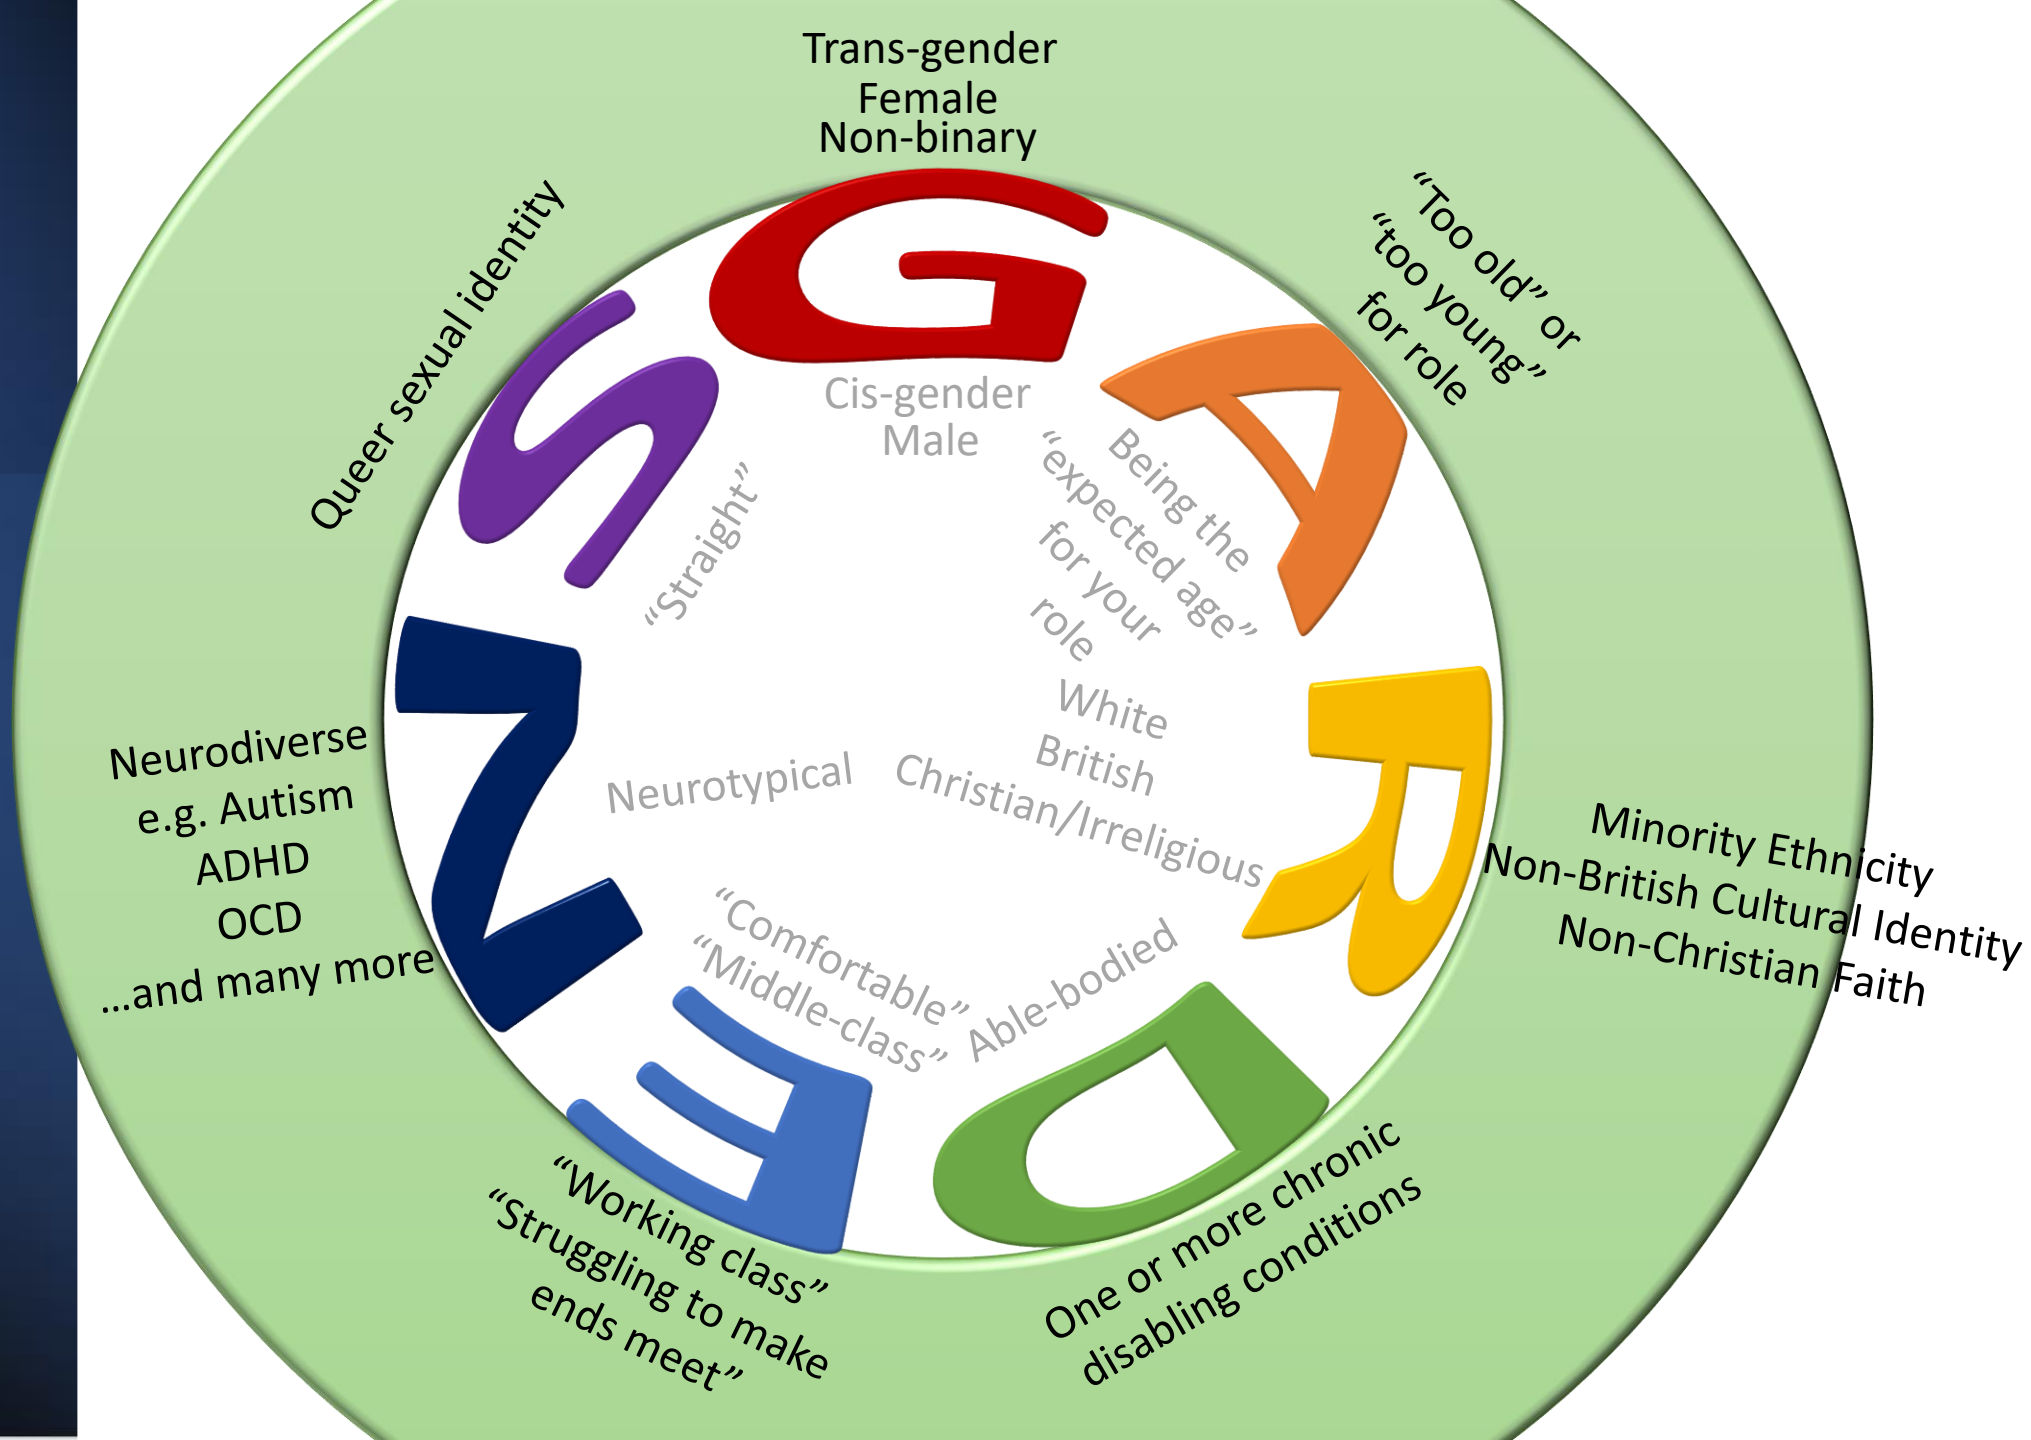 Trans-gender
Female
Non-binary
“Too old” or
“too young”
for role
Minority Ethnicity
Non-British Cultural Identity
Non-Christian Faith
One or more chronic
disabling conditions
“Working class”
“Struggling to make
ends meet”
Neurodiverse
e.g. Autism
ADHD
OCD
...and many more
Queer sexual identity
GARDENS
Cis-gender
Male
Being the
“expected age”
for your
role
White
British
Christian/Irreligious
Able-bodied
“Comfortable”
“Middle-class”
Neurotypical
“Straight”